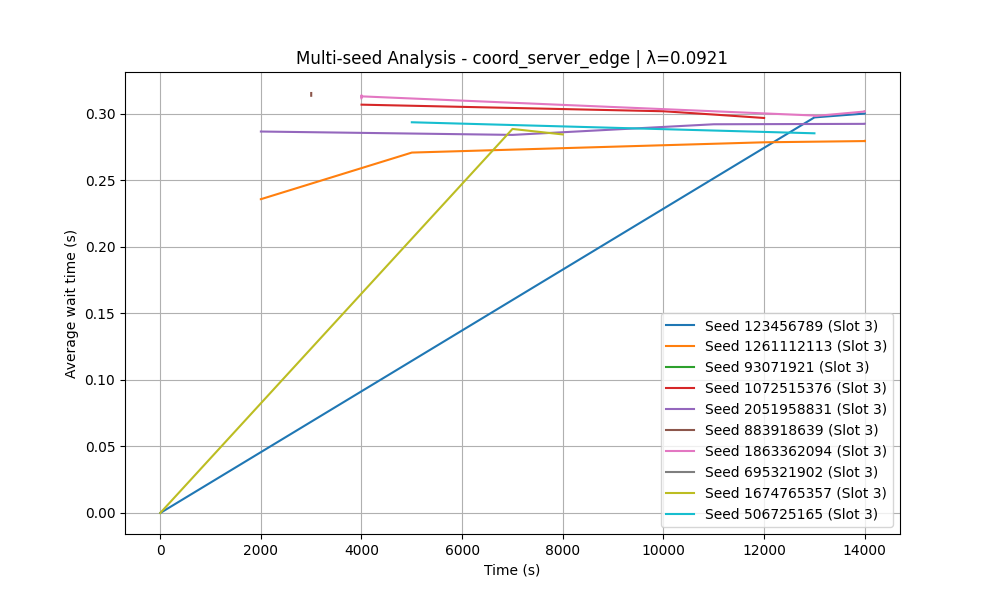 Multi-seed Analysis - coord_server_edge | λ=0.0921
Average wait time (s)
0.30
0.25
0.20
0.15
0.10
0.05
0.00
Seed 123456789 (Slot 3)
Seed 1261112113 (Slot 3)
Seed 93071921 (Slot 3)
Seed 1072515376 (Slot 3)
Seed 2051958831 (Slot 3)
Seed 883918639 (Slot 3)
Seed 1863362094 (Slot 3)
Seed 695321902 (Slot 3)
Seed 1674765357 (Slot 3)
Seed 506725165 (Slot 3)
0 2000 4000 6000 8000 10000 12000 14000
Time (s)